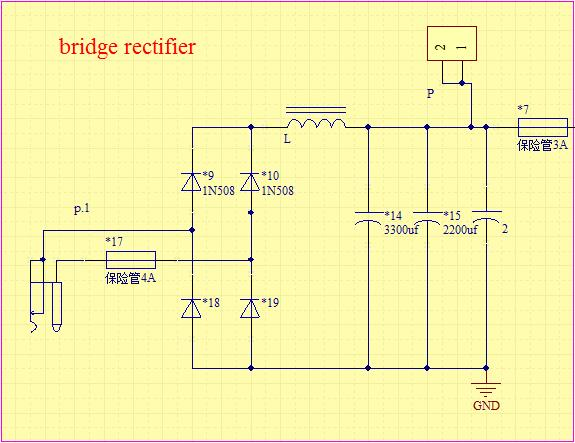 bridge rectifier
2 1
P
*7
保险管3A
L
*9
1N508
*10
1N508
p.1
*14
3300uf
*15
2200uf
2
*17
保险管4A
*18
*19
GND